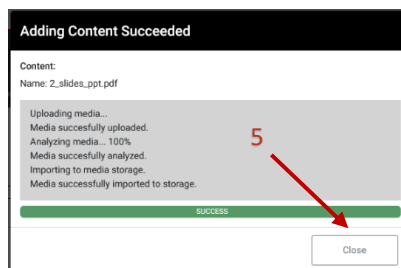 Adding Content Succeeded
Content:
Name: 2_slides_ppt.pdf
Uploading media...
Media succesfully uploaded.
Analyzing media... 100%
Media succesfully analyzed.
Importing to media storage.
Media successfully imported to storage.
5
SUCCESS
Close